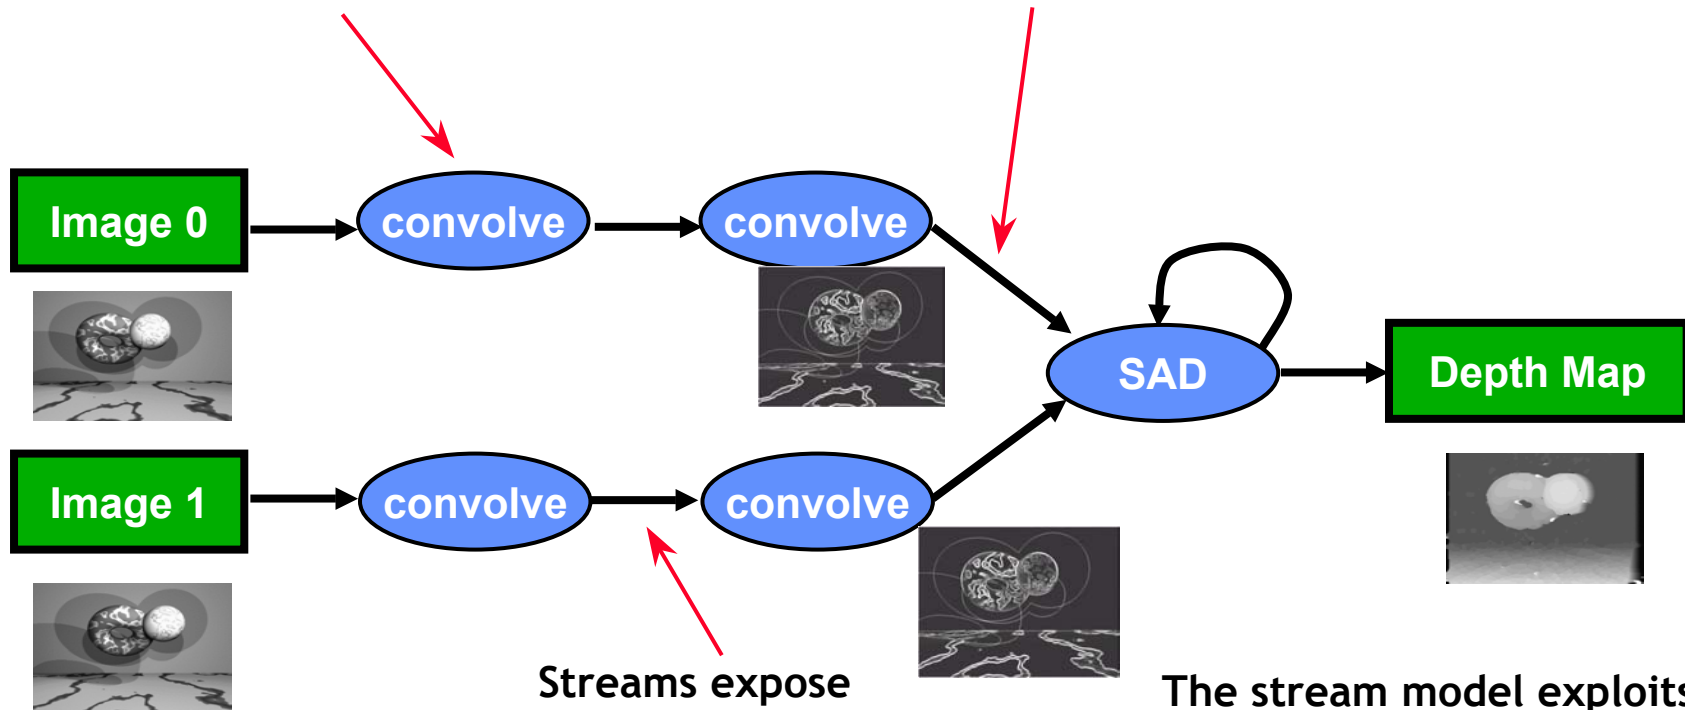 Image 0
convolve
convolve
SAD
Depth Map
Image 1
convolve
convolve
Streams expose
The stream model exploits